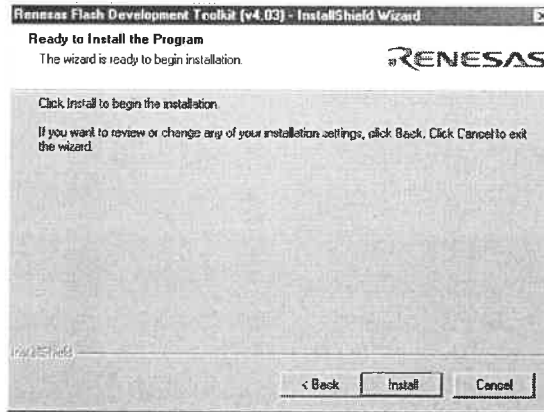 Renesas Flash Development Toolkit (v4.03) - InstallShield Wizard
Ready to Install the Program
The wizard is ready to begin installation.
RENESAS
Click Install to begin the installation.
If you want to review or change any of your installation settings, click Back. Click Cancel to exit
the wizard.
InstallShield
< Back Install Cancel